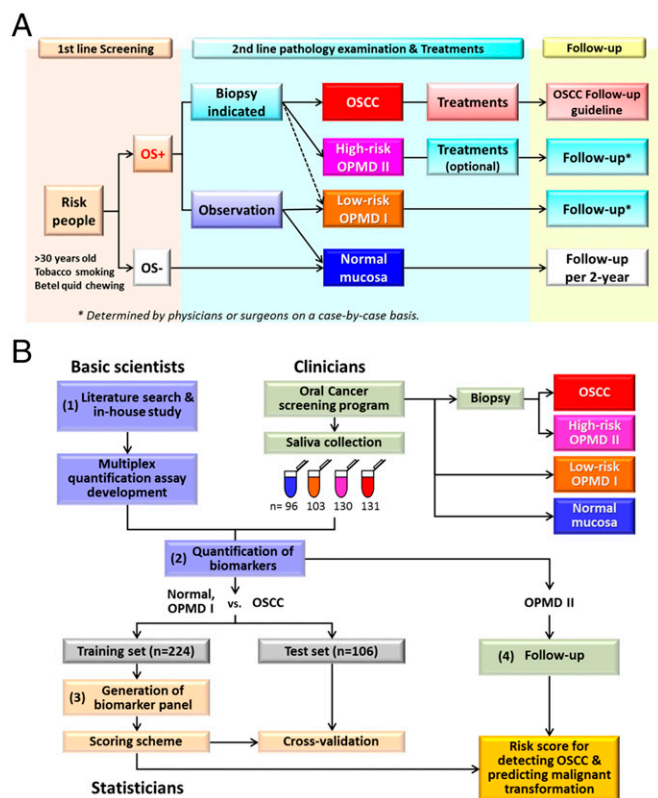 A
1st line Screening
2nd line pathology examination & Treatments
Follow-up
Biopsy
indicated
OSCC
Treatments
OSCC Follow-up
guideline
OS+
High-risk
OPMD II
Treatments
(optional)
Follow-up*
Risk
people
Observation
Low-risk
OPMD I
Follow-up*
>30 years old
Tobacco smoking
Betel quid chewing
OS-
Normal
mucosa
Follow-up
per 2-year
* Determined by physicians or surgeons on a case-by-case basis.
B
Basic scientists
Clinicians
(1) Literature search &
in-house study
Oral Cancer
screening program
Biopsy
OSCC
High-risk
OPMD II
Saliva collection
Multiplex
quantification assay
development
Low-risk
OPMD I
n= 96 103 130 131
Normal
mucosa
(2) Quantification of
biomarkers
Normal,
OPMD I vs. OSCC
OPMD II
Training set (n=224)
Test set (n=106)
(4) Follow-up
(3) Generation of
biomarker panel
Scoring scheme
Cross-validation
Risk score for
detecting OSCC &
predicting malignant
transformation
Statisticians